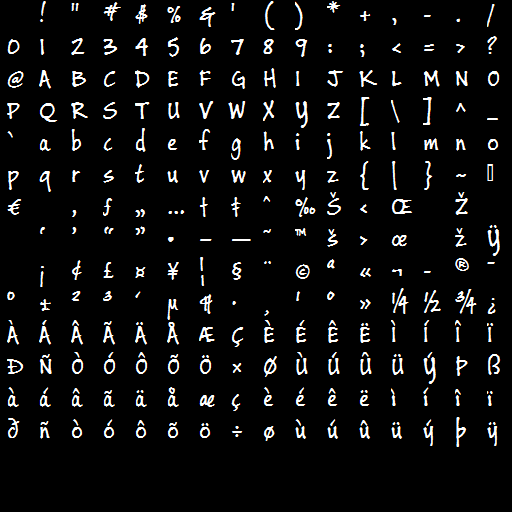 ! " # $ % & ' ( ) * + , - . /
0 1 2 3 4 5 6 7 8 9 : ; < = > ?
@ A B C D E F G H I J K L M N O
P Q R S T U V W X Y Z [ \ ] ^ _
` a b c d e f g h i j k l m n o
p q r s t u v w x y z { | } ~ ▯
€ ‚ ƒ „ … † ‡ ˆ ‰ Š ‹ Œ Ž
‘ ’ “ ” • – — ˜ ™ š › œ ž Ÿ
¡ ¢ £ ¤ ¥ ¦ § ¨ © ª « ¬ - ® ¯
° ± ² ³ ´ µ ¶ · ¸ ¹ º » ¼ ½ ¾ ¿
À Á Â Ã Ä Å Æ Ç È É Ê Ë Ì Í Î Ï
Ð Ñ Ò Ó Ô Õ Ö × Ø Ù Ú Û Ü Ý Þ ß
à á â ã ä å æ ç è é ê ë ì í î ï
ð ñ ò ó ô õ ö ÷ ø ù ú û ü ý þ ÿ